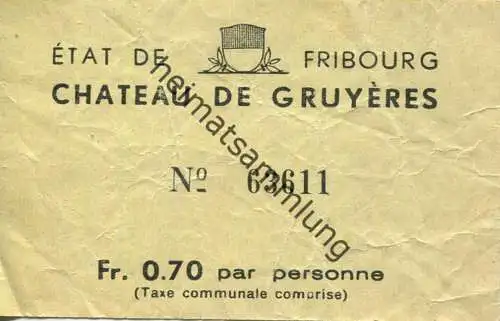 ÉTAT DE FRIBOURG
CHATEAU DE GRUYÈRES
heimatsammlung
Nº 63611
Fr. 0.70 par personne
(Taxe communale comprise)